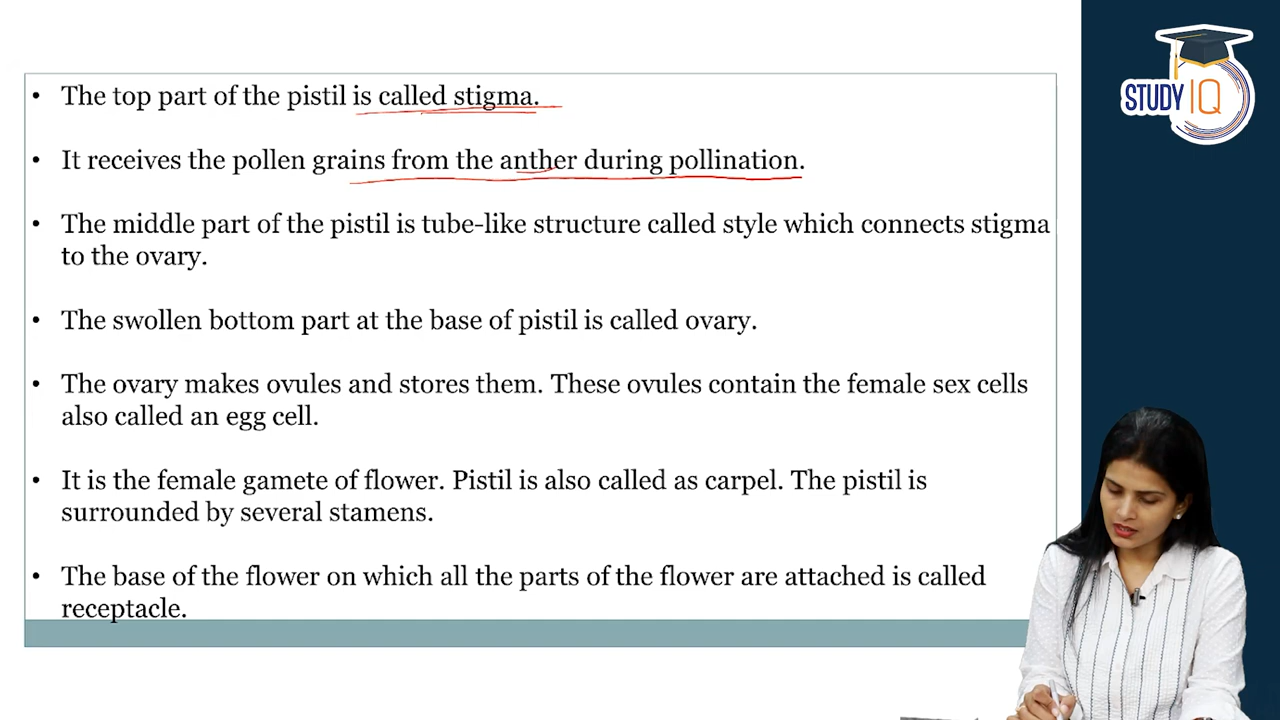 • The top part of the pistil is called stigma.
• It receives the pollen grains from the anther during pollination.
• The middle part of the pistil is tube-like structure called style which connects stigma
to the ovary.
• The swollen bottom part at the base of pistil is called ovary.
• The ovary makes ovules and stores them. These ovules contain the female sex cells
also called an egg cell.
• It is the female gamete of flower. Pistil is also called as carpel. The pistil is
surrounded by several stamens.
• The base of the flower on which all the parts of the flower are attached is called
receptacle.
STUDY IQ